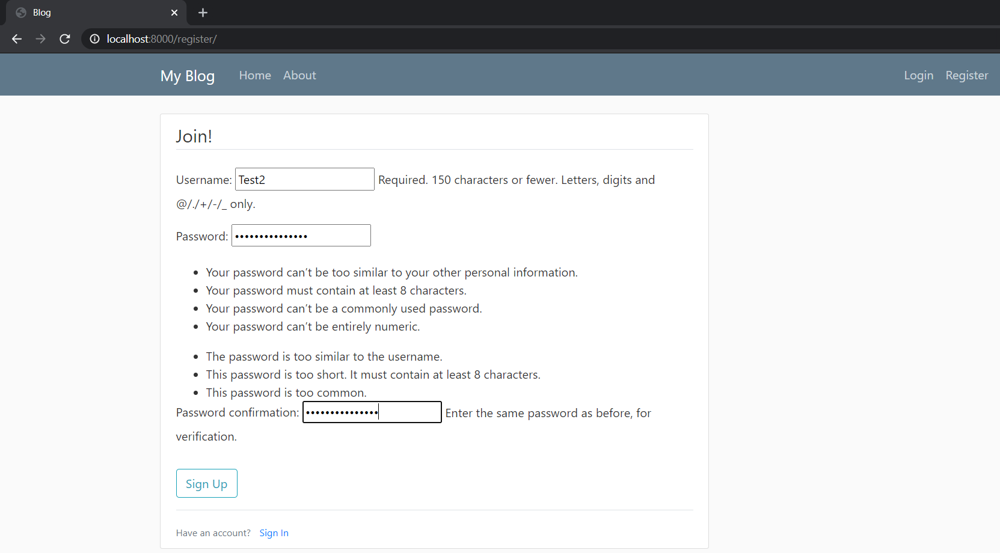 Blog
localhost:8000/register/
My Blog Home About Login Register
Join!
Username: Test2 Required. 150 characters or fewer. Letters, digits and
@/./+/-/_ only.
Password: •••••••••••••••
• Your password can’t be too similar to your other personal information.
• Your password must contain at least 8 characters.
• Your password can’t be a commonly used password.
• Your password can’t be entirely numeric.
• The password is too similar to the username.
• This password is too short. It must contain at least 8 characters.
• This password is too common.
Password confirmation: ••••••••••••••• Enter the same password as before, for
verification.
Sign Up
Have an account? Sign In